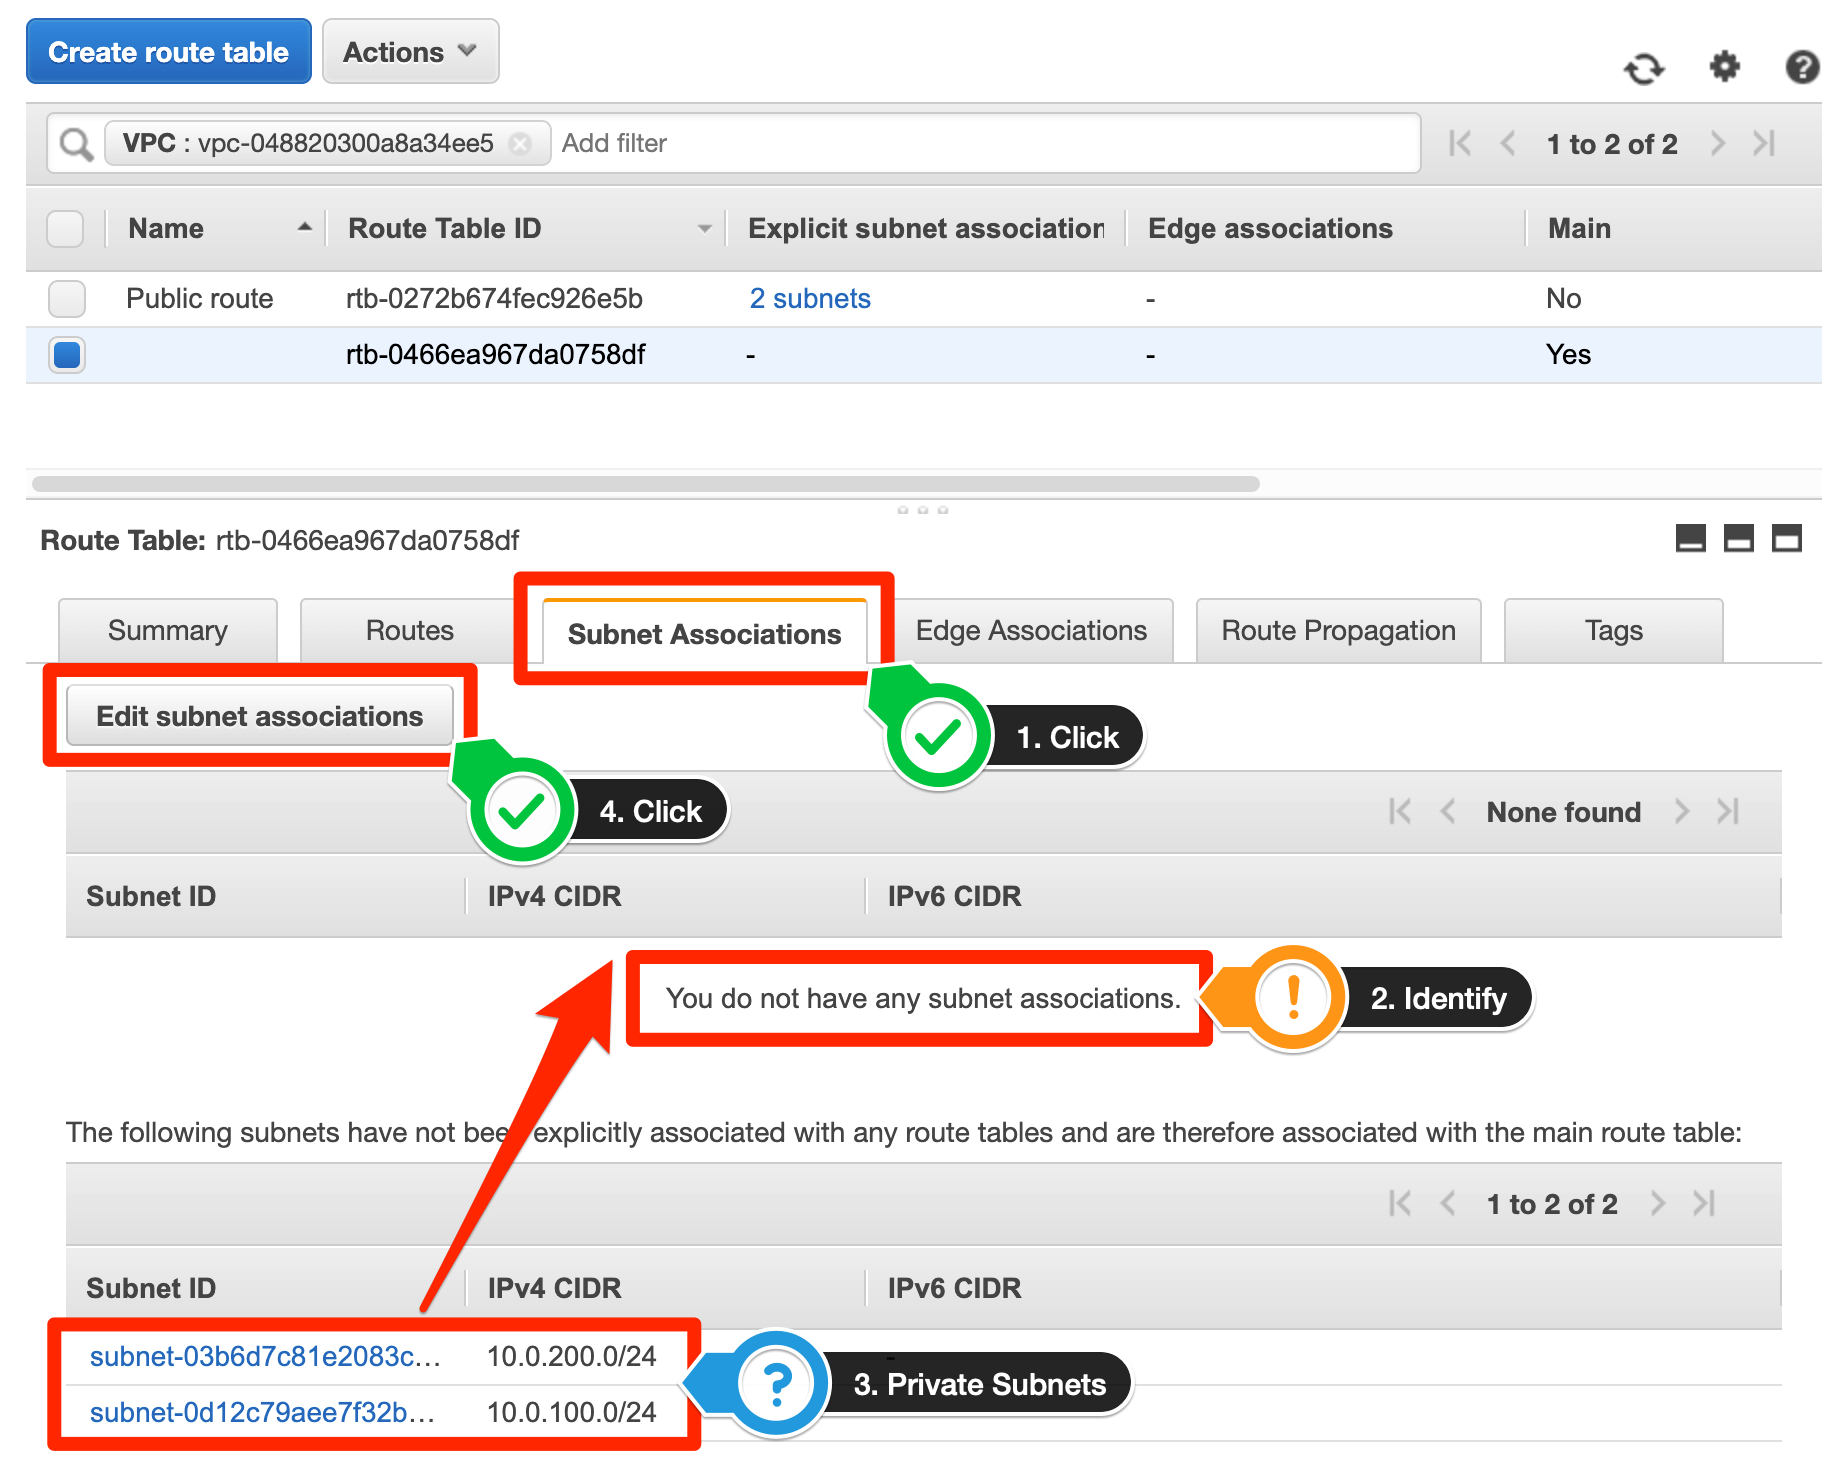 Create route table Actions
VPC : vpc-048820300a8a34ee5 Add filter 1 to 2 of 2
Name Route Table ID Explicit subnet association Edge associations Main
Public route rtb-0272b674fec926e5b 2 subnets - No
rtb-0466ea967da0758df - - Yes
Route Table: rtb-0466ea967da0758df
Summary Routes Subnet Associations Edge Associations Route Propagation Tags
Edit subnet associations
1. Click
4. Click
None found
Subnet ID IPv4 CIDR IPv6 CIDR
You do not have any subnet associations.
2. Identify
The following subnets have not been explicitly associated with any route tables and are therefore associated with the main route table:
1 to 2 of 2
Subnet ID IPv4 CIDR IPv6 CIDR
subnet-03b6d7c81e2083c... 10.0.200.0/24 -
3. Private Subnets
subnet-0d12c79aee7f32b... 10.0.100.0/24